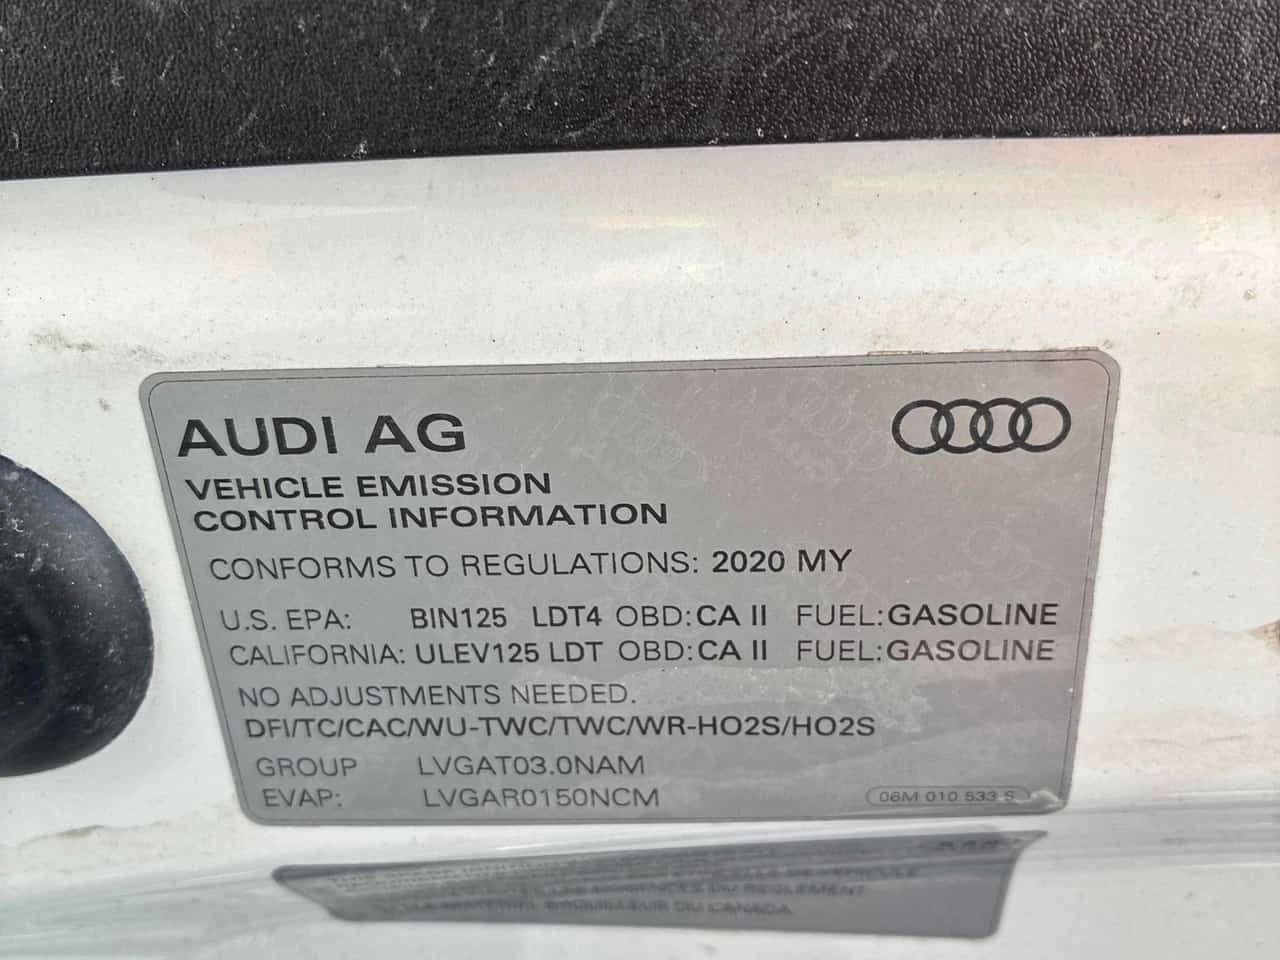 AUDI AG
VEHICLE EMISSION
CONTROL INFORMATION
CONFORMS TO REGULATIONS: 2020 MY
U.S. EPA: BIN125 LDT4 OBD: CA II FUEL: GASOLINE
CALIFORNIA: ULEV125 LDT OBD: CA II FUEL: GASOLINE
NO ADJUSTMENTS NEEDED.
DFI/TC/CAC/WU-TWC/TWC/WR-HO2S/HO2S
GROUP LVGAT03.0NAM
EVAP: LVGAR0150NCM
06M 010 533 S
DU CANADA